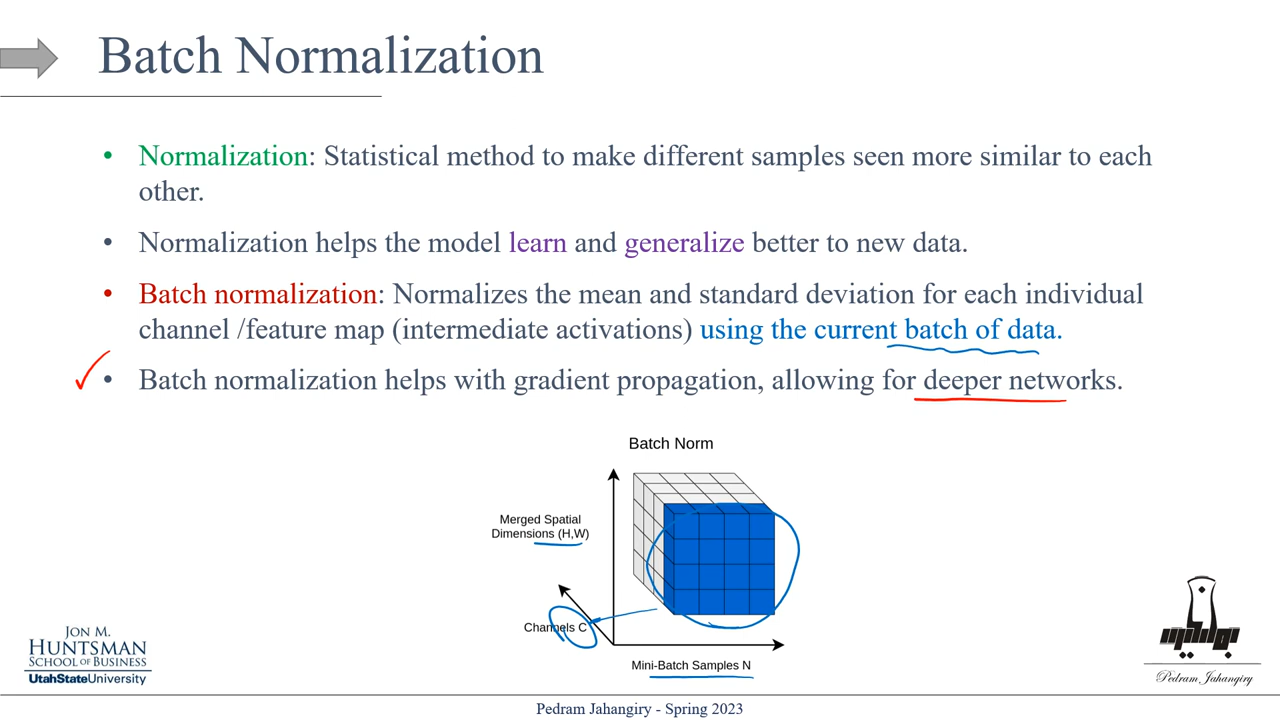 Batch Normalization
• Normalization: Statistical method to make different samples seen more similar to each
other.
• Normalization helps the model learn and generalize better to new data.
• Batch normalization: Normalizes the mean and standard deviation for each individual
channel /feature map (intermediate activations) using the current batch of data.
• Batch normalization helps with gradient propagation, allowing for deeper networks.
Batch Norm
Merged Spatial
Dimensions (H,W)
Channels C
Mini-Batch Samples N
JON M.
HUNTSMAN
SCHOOL OF BUSINESS
UtahStateUniversity
Pedram Jahangiry
Pedram Jahangiry - Spring 2023